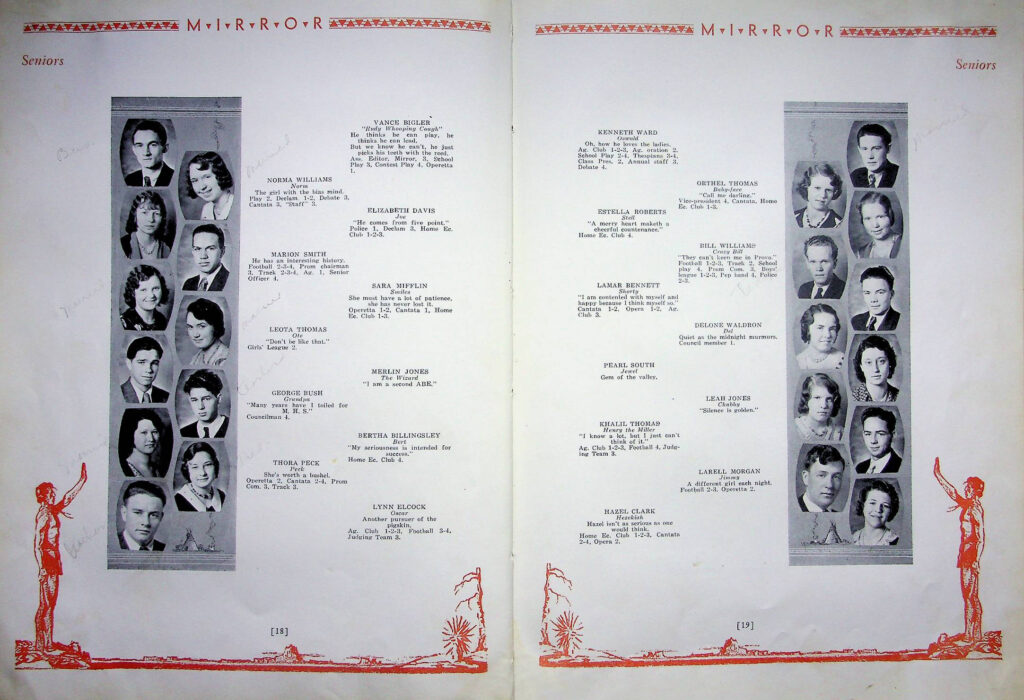 M·I·R·R·O·R
Seniors
VANCE BIGLER
"Rudy Whooping Cough"
He thinks he can play, he
thinks he can lead,
But we know he can't, he just
picks his teeth with the reed.
Ass. Editor, Mirror, 3, School
Play 3, Contest Play 4, Operetta
1.
NORMA WILLIAMS
Norm
The girl with the bias mind.
Play 2, Declam. 1-2, Debate 3,
Cantata 3, "Staff" 3.
ELIZABETH DAVIS
Joe
"He comes from five point."
Police 1, Declam 3, Home Ec.
Club 1-2-3.
MARION SMITH
He has an interesting history.
Football 2-3-4, Prom chairman
3, Track 2-3-4, Ag. 1, Senior
Officer 4.
SARA MIFFLIN
Smiles
She must have a lot of patience,
she has never lost it.
Operetta 1-2, Cantata 1, Home
Ec. Club 1-3.
LEOTA THOMAS
Ote
"Don't be like that."
Girls' League 2.
MERLIN JONES
The Wizard
"I am a second ABE."
GEORGE BUSH
Grandpa
"Many years have I toiled for
M. H. S."
Councilman 4.
BERTHA BILLINGSLEY
Bert
"My seriousness is intended for
success."
Home Ec. Club 4.
THORA PECK
Peck
She's worth a bushel.
Operetta 2, Cantata 2-4, Prom
Com. 3, Track 3.
LYNN ELCOCK
Oscar
Another pursuer of the
pigskin.
Ag. Club 1-2-3, Football 3-4,
Judging Team 3.
[18]
M·I·R·R·O·R
Seniors
KENNETH WARD
Oswald
Oh, how he loves the ladies.
Ag. Club 1-2-3, Ag. oration 2,
School Play 2-4, Thespians 3-4,
Class Pres. 2, Annual staff 3,
Debate 4.
ORTHEL THOMAS
Baby-face
"Call me darling."
Vice-president 4, Cantata, Home
Ec. Club 1-3.
ESTELLA ROBERTS
Stell
"A merry heart maketh a
cheerful countenance."
Home Ec. Club 4.
BILL WILLIAMS
Crazy Bill
"They can't keep me in Provo."
Football 1-2-3, Track 2, School
play 4, Prom Com. 3, Boys'
league 1-2-3, Pep band 4, Police
2-3.
LAMAR BENNETT
Shorty
"I am contented with myself and
happy because I think myself so."
Cantata 1-2, Opera 1-2, Ag.
Club 3.
DELONE WALDRON
Del
Quiet as the midnight murmurs.
Council member 1.
PEARL SOUTH
Jewel
Gem of the valley.
LEAH JONES
Chubby
"Silence is golden."
KHALIL THOMAS
Henry the Miller
"I know a lot, but I just can't
think of it."
Ag. Club 1-2-3, Football 4, Judg-
ing Team 3.
LARELL MORGAN
Jimmy
A different girl each night.
Football 2-3, Operetta 2.
HAZEL CLARK
Hezekiah
Hazel isn't as serious as one
would think.
Home Ec. Club 1-2-3, Cantata
2-4, Opera 2.
[19]